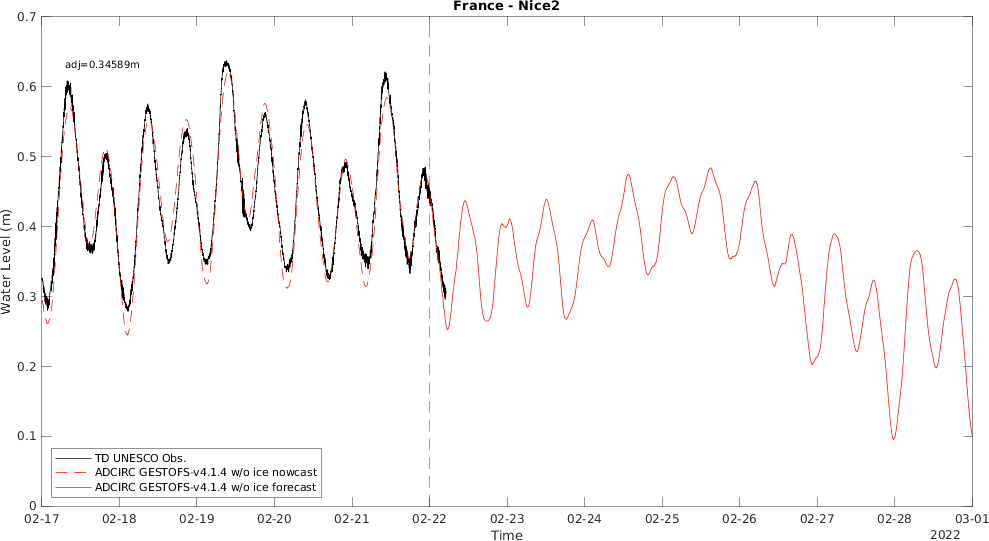 France - Nice2
adj=0.34589m
Water Level (m)
0.7
0.6
0.5
0.4
0.3
0.2
0.1
0
TD UNESCO Obs.
ADCIRC GESTOFS-v4.1.4 w/o ice nowcast
ADCIRC GESTOFS-v4.1.4 w/o ice forecast
02-17 02-18 02-19 02-20 02-21 02-22 02-23 02-24 02-25 02-26 02-27 02-28 03-01
Time
2022